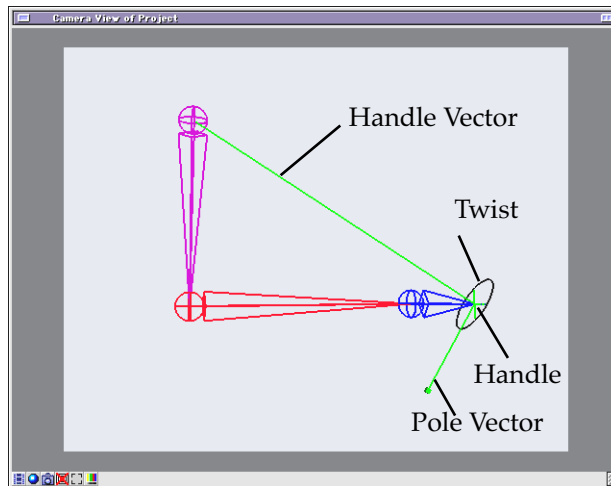 Camera View of Project
Handle Vector
Twist
Handle
Pole Vector